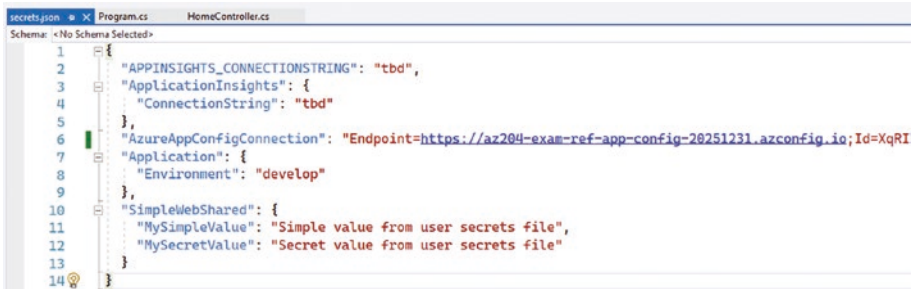 secrets.json Program.cs HomeController.cs
Schema: <No Schema Selected>
1 {
2 "APPINSIGHTS_CONNECTIONSTRING": "tbd",
3 "ApplicationInsights": {
4 "ConnectionString": "tbd"
5 },
6 "AzureAppConfigConnection": "Endpoint=https://az204-exam-ref-app-config-20251231.azconfig.io;Id=XqRI
7 "Application": {
8 "Environment": "develop"
9 },
10 "SimpleWebShared": {
11 "MySimpleValue": "Simple value from user secrets file",
12 "MySecretValue": "Secret value from user secrets file"
13 }
14 }